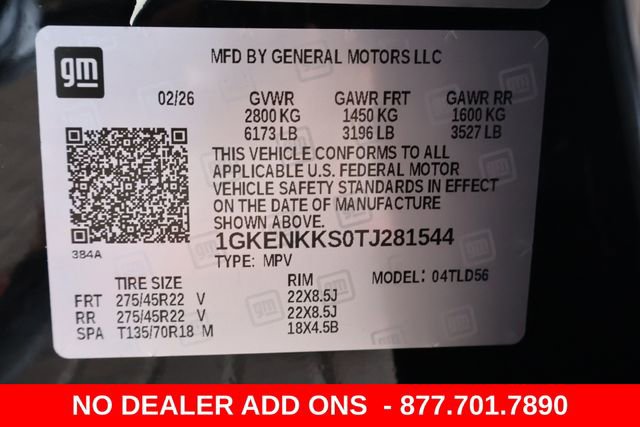 gm
MFD BY GENERAL MOTORS LLC
02/26 GVWR GAWR FRT GAWR RR
2800 KG 1450 KG 1600 KG
6173 LB 3196 LB 3527 LB
THIS VEHICLE CONFORMS TO ALL
APPLICABLE U.S. FEDERAL MOTOR
VEHICLE SAFETY STANDARDS IN EFFECT
ON THE DATE OF MANUFACTURE
SHOWN ABOVE.
384A
1GKENKKS0TJ281544
TYPE: MPV
TIRE SIZE RIM MODEL: 04TLD56
FRT 275/45R22 V 22X8.5J
RR 275/45R22 V 22X8.5J
SPA T135/70R18 M 18X4.5B
NO DEALER ADD ONS - 877.701.7890